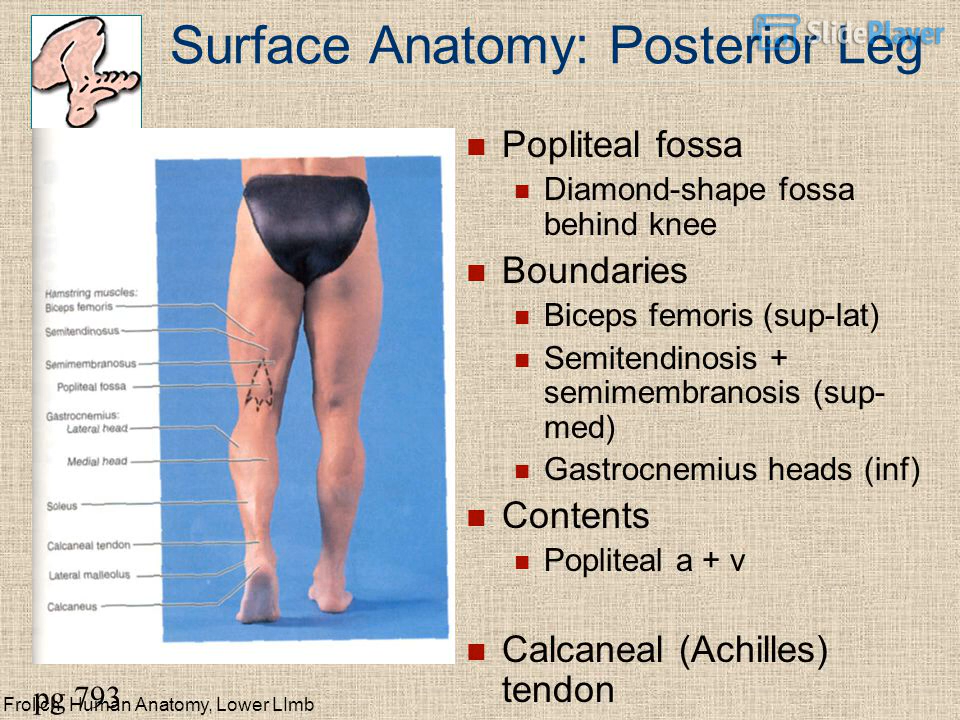 Surface Anatomy: Posterior Leg
SlidePlayer
Popliteal fossa
Diamond-shape fossa
behind knee
Boundaries
Biceps femoris (sup-lat)
Semitendinosis +
semimembranosis (sup-
med)
Gastrocnemius heads (inf)
Contents
Popliteal a + v
Calcaneal (Achilles)
tendon
Hamstring muscles:
Biceps femoris
Semitendinosus
Semimembranosus
Popliteal fossa
Gastrocnemius:
Lateral head
Medial head
Soleus
Calcaneal tendon
Lateral malleolus
Calcaneus
pg 793
Frolich, Human Anatomy, Lower LImb